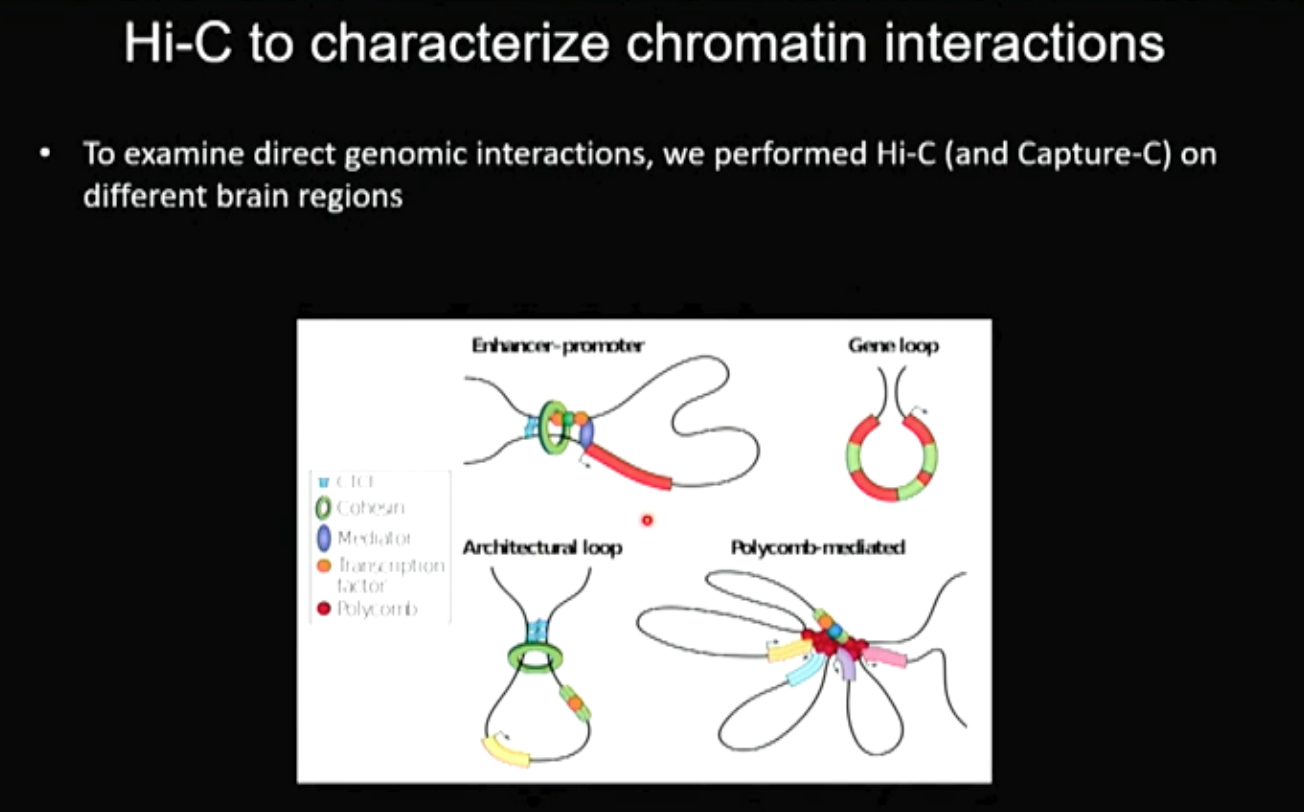 Hi-C to characterize chromatin interactions
• To examine direct genomic interactions, we performed Hi-C (and Capture-C) on
different brain regions
Enhancer-promoter
Gene loop
CTCF
Cohesin
Mediator
Transcription
factor
Polycomb
Architectural loop
Polycomb-mediated